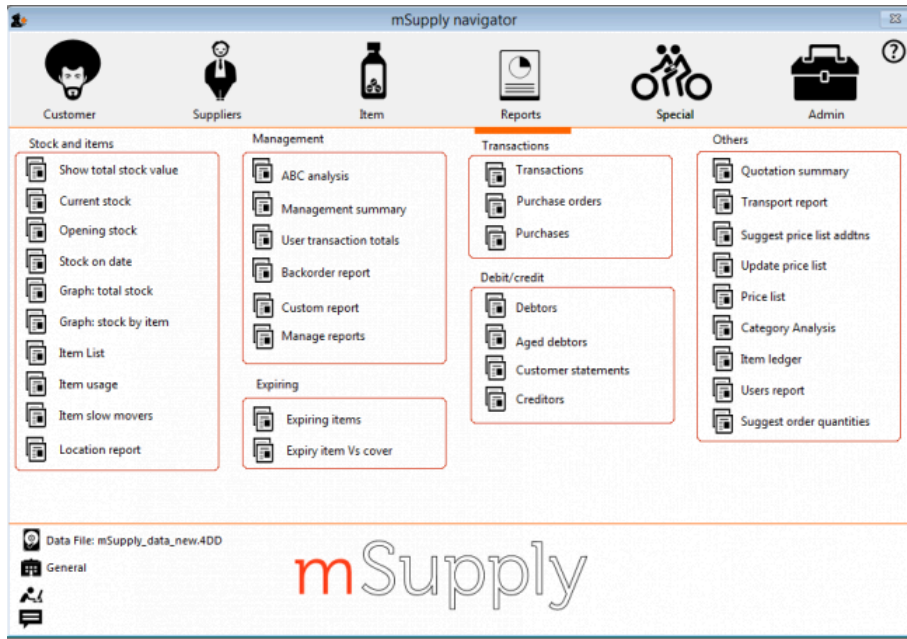 mSupply navigator
Customer
Suppliers
Item
Reports
Special
Admin
?
Stock and items
Show total stock value
Current stock
Opening stock
Stock on date
Graph: total stock
Graph: stock by item
Item List
Item usage
Item slow movers
Location report
Management
ABC analysis
Management summary
User transaction totals
Backorder report
Custom report
Manage reports
Expiring
Expiring items
Expiry item Vs cover
Transactions
Transactions
Purchase orders
Purchases
Debit/credit
Debtors
Aged debtors
Customer statements
Creditors
Others
Quotation summary
Transport report
Suggest price list addtns
Update price list
Price list
Category Analysis
Item ledger
Users report
Suggest order quantities
Data File: mSupply_data_new.4DD
General
mSupply